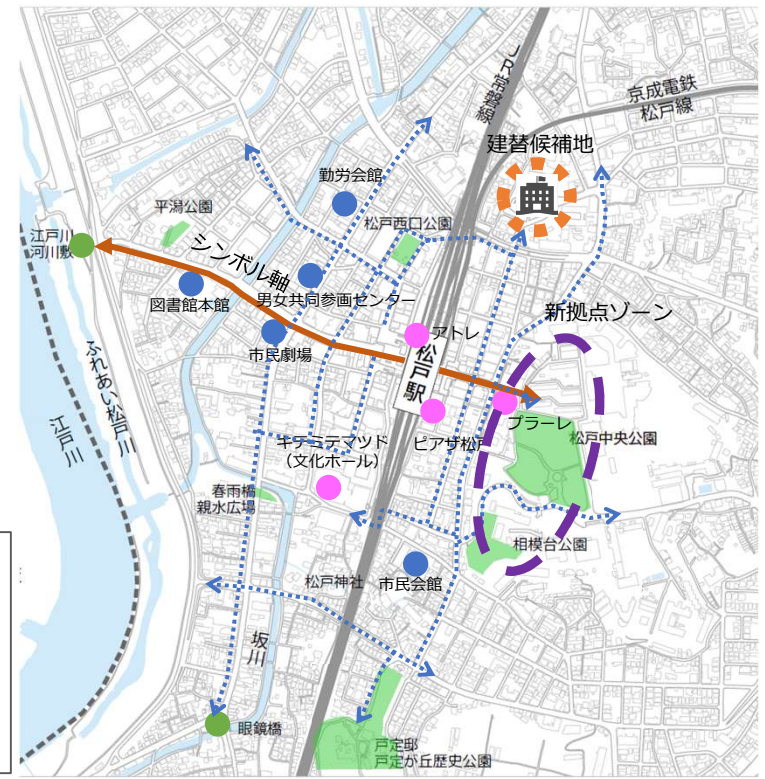 JR常磐線
京成電鉄
松戸線
建替候補地
勤労会館
平潟公園
松戸西口公園
江戸川
河川敷
シンボル軸
図書館本館
男女共同参画センター
新拠点ゾーン
市民劇場
アトレ
松戸駅
ふれあい松戸川
江戸川
プラーレ
ピアザ松戸
松戸中央公園
キテミテマツド
（文化ホール）
春雨橋
親水広場
相模台公園
松戸神社
市民会館
坂川
眼鏡橋
戸定邸
戸定が丘歴史公園